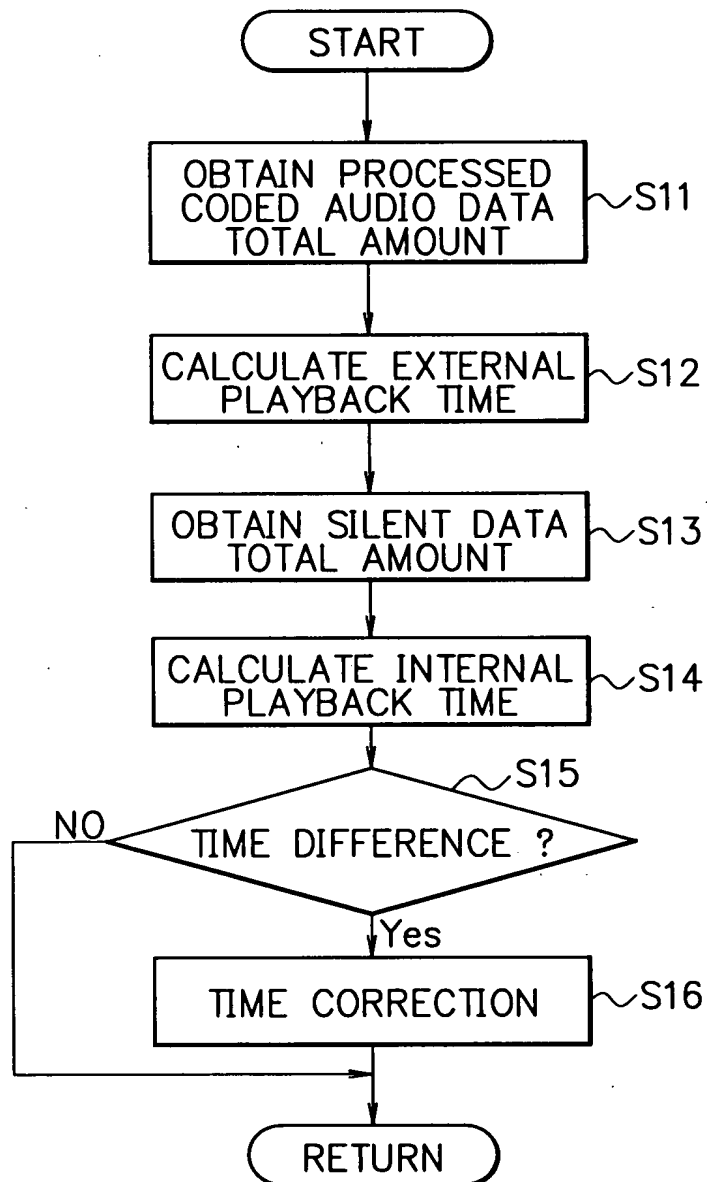 START
OBTAIN PROCESSED
CODED AUDIO DATA
TOTAL AMOUNT
S11
CALCULATE EXTERNAL
PLAYBACK TIME
S12
OBTAIN SILENT DATA
TOTAL AMOUNT
S13
CALCULATE INTERNAL
PLAYBACK TIME
S14
S15
NO
TIME DIFFERENCE ?
Yes
TIME CORRECTION
S16
RETURN